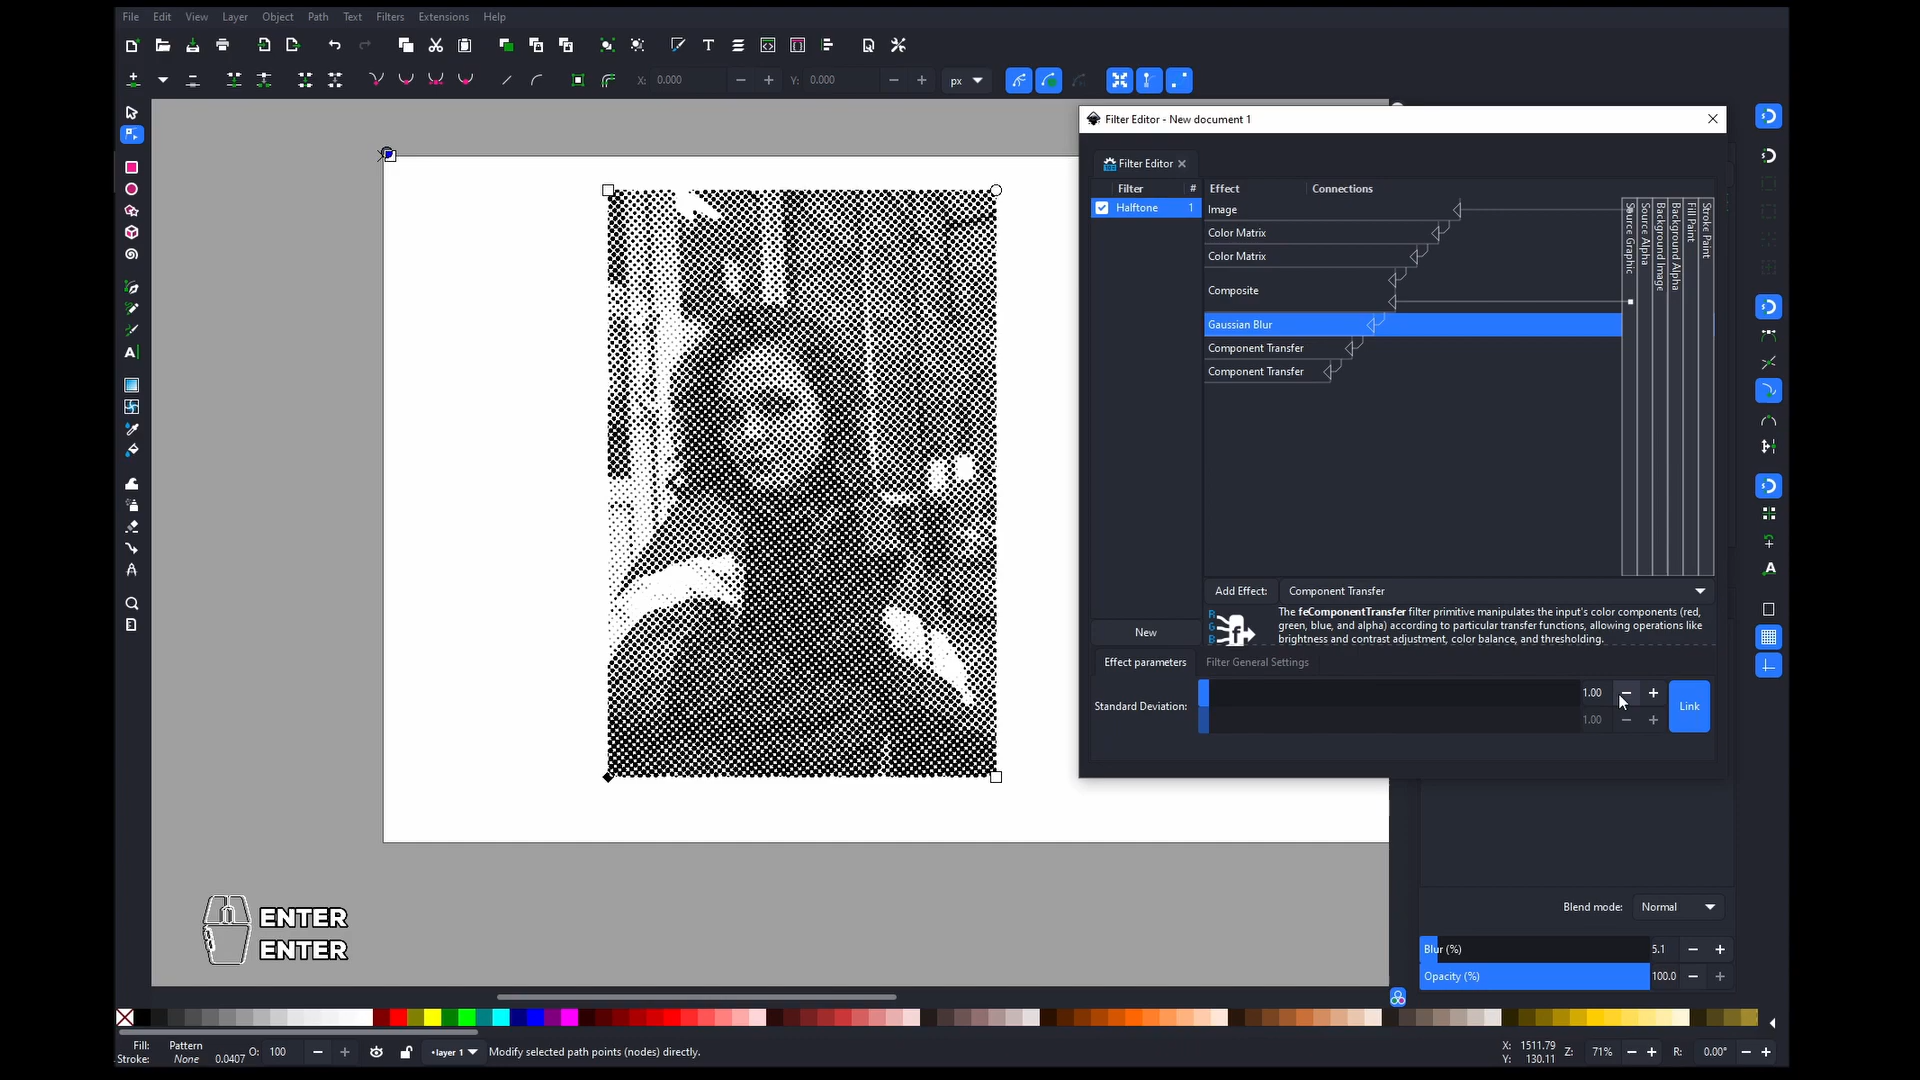 File Edit View Layer Object Path Text Filters Extensions Help
X: 0.000 Y: 0.000 px
Filter Editor - New document 1
Filter Editor
Filter # Effect Connections
Halftone 1
Image
Color Matrix
Color Matrix
Composite
Gaussian Blur
Component Transfer
Component Transfer
Source Graphic
Source Alpha
Background Image
Background Alpha
Fill Paint
Stroke Paint
Add Effect: Component Transfer
The feComponentTransfer filter primitive manipulates the input's color components (red,
green, blue, and alpha) according to particular transfer functions, allowing operations like
brightness and contrast adjustment, color balance, and thresholding.
New
Effect parameters Filter General Settings
Standard Deviation: 1.00 Link
1.00
Blend mode: Normal
Blur (%) 5.1
Opacity (%) 100.0
ENTER
ENTER
Fill: Pattern
Stroke: None 0.0407 O: 100
•layer 1 Modify selected path points (nodes) directly.
X: 1511.79
Y: 130.11
Z: 71% R: 0.00°